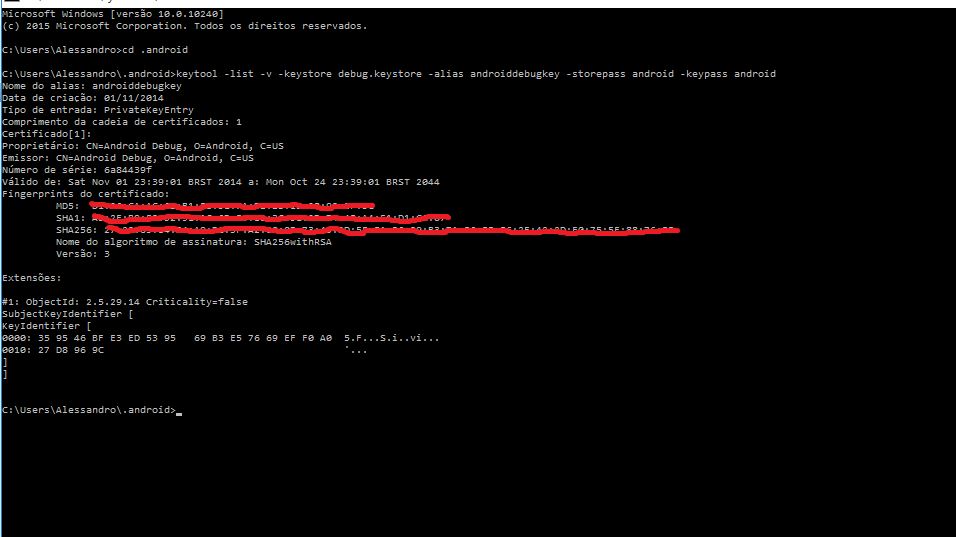 Microsoft Windows [versão 10.0.10240]
(c) 2015 Microsoft Corporation. Todos os direitos reservados.
C:\Users\Alessandro>cd .android
C:\Users\Alessandro\.android>keytool -list -v -keystore debug.keystore -alias androiddebugkey -storepass android -keypass android
Nome do alias: androiddebugkey
Data de criação: 01/11/2014
Tipo de entrada: PrivateKeyEntry
Comprimento da cadeia de certificados: 1
Certificado[1]:
Proprietário: CN=Android Debug, O=Android, C=US
Emissor: CN=Android Debug, O=Android, C=US
Número de série: 6a84439f
Válido de: Sat Nov 01 23:39:01 BRST 2014 a: Mon Oct 24 23:39:01 BRST 2044
Fingerprints do certificado:
MD5:
SHA1:
SHA256:
Nome do algoritmo de assinatura: SHA256withRSA
Versão: 3
Extensões:
#1: ObjectId: 2.5.29.14 Criticality=false
SubjectKeyIdentifier [
KeyIdentifier [
0000: 35 95 46 BF E3 ED 53 95   69 B3 E5 76 69 EF F0 A0  5.F...S.i..vi...
0010: 27 D8 96 9C                                        '...
]
]
C:\Users\Alessandro\.android>